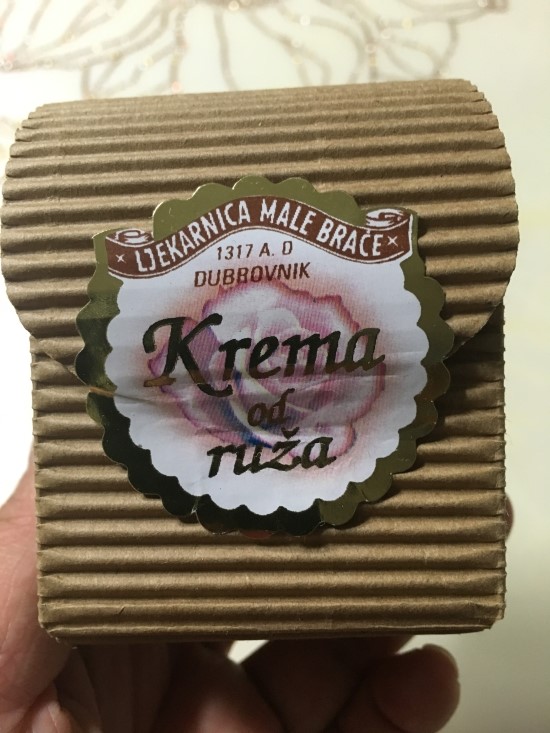 LJEKARNICA MALE BRAĆE
1317 A. D
DUBROVNIK
Krema
od
ruža